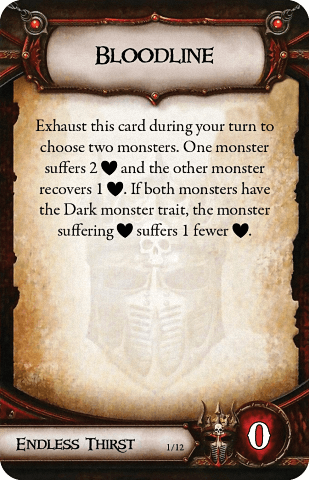 Bloodline
Exhaust this card during your turn to
choose two monsters. One monster
suffers 2 ♥ and the other monster
recovers 1 ♥. If both monsters have
the Dark monster trait, the monster
suffering ♥ suffers 1 fewer ♥.
Endless Thirst 1/12 0